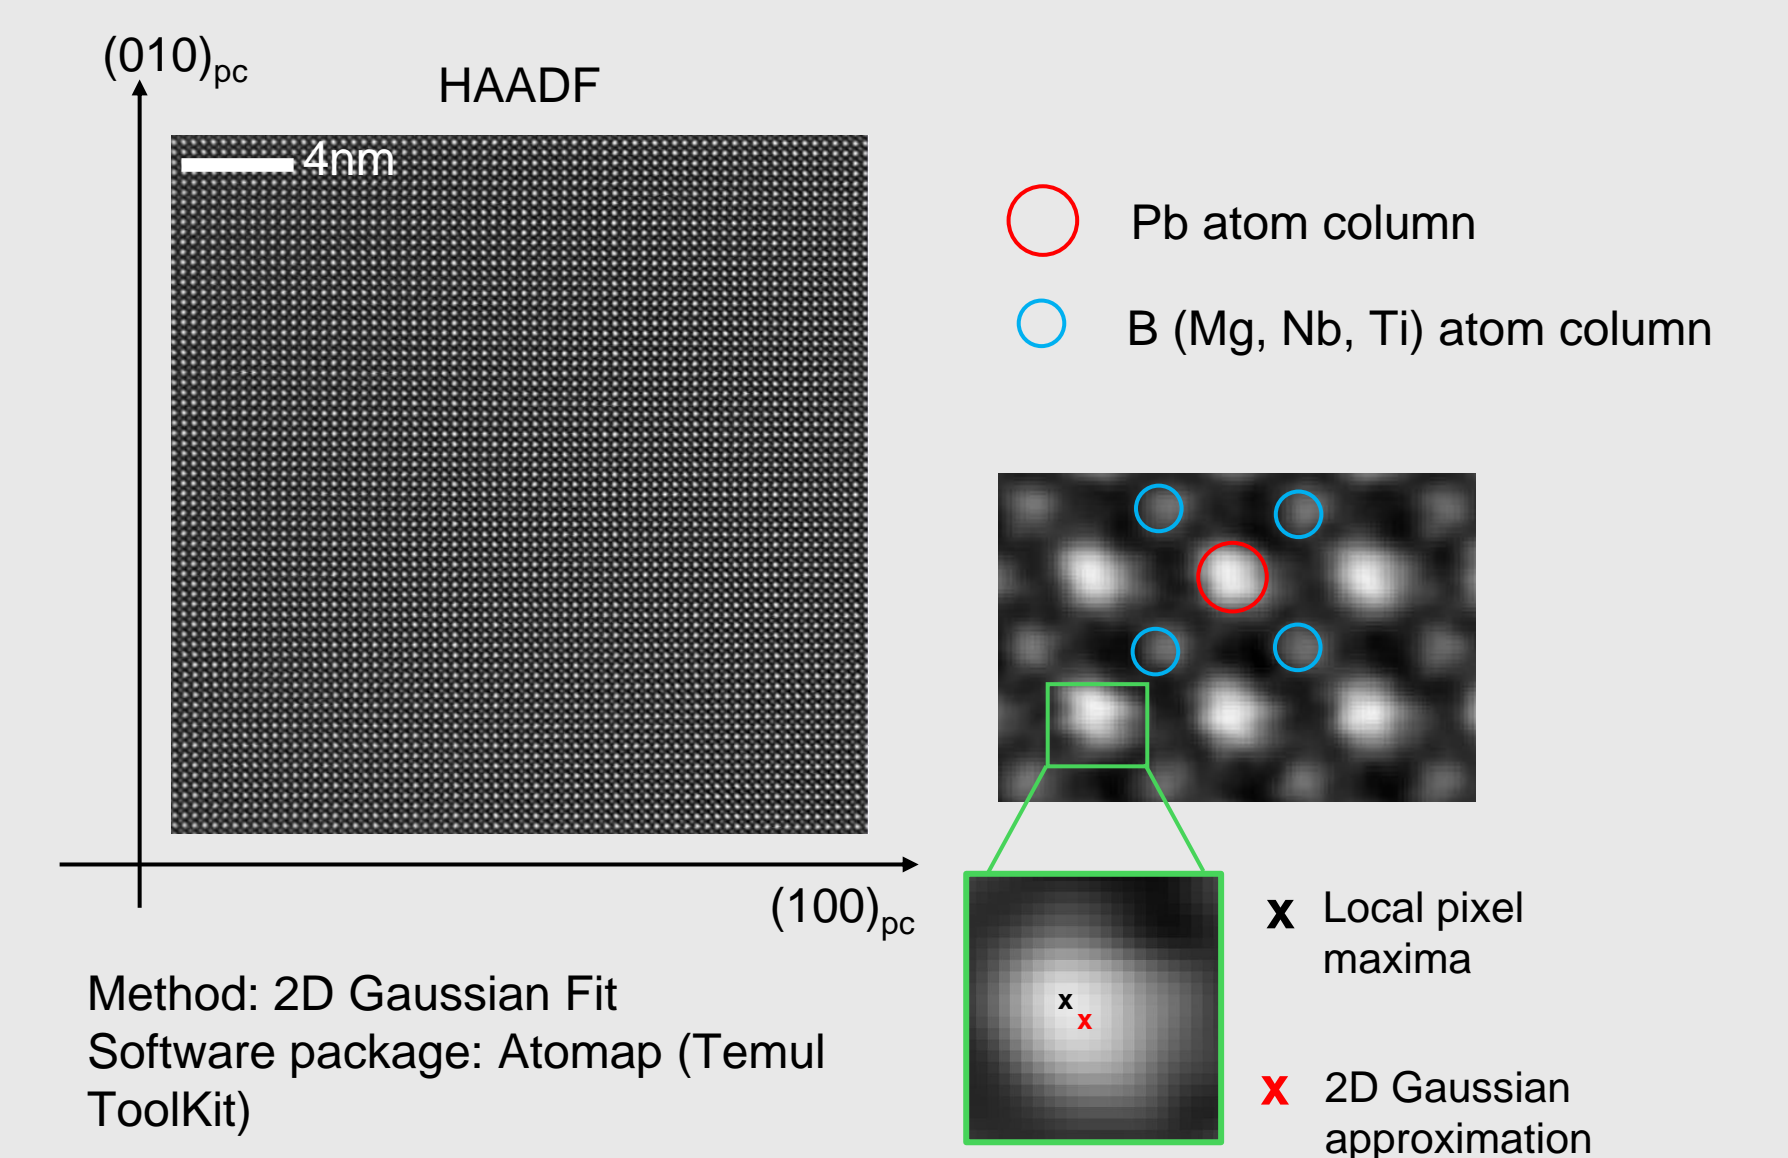 (010)pc
HAADF
4nm
Pb atom column
B (Mg, Nb, Ti) atom column
(100)pc
x Local pixel
maxima
x
x
Method: 2D Gaussian Fit
Software package: Atomap (Temul
ToolKit)
x 2D Gaussian
approximation